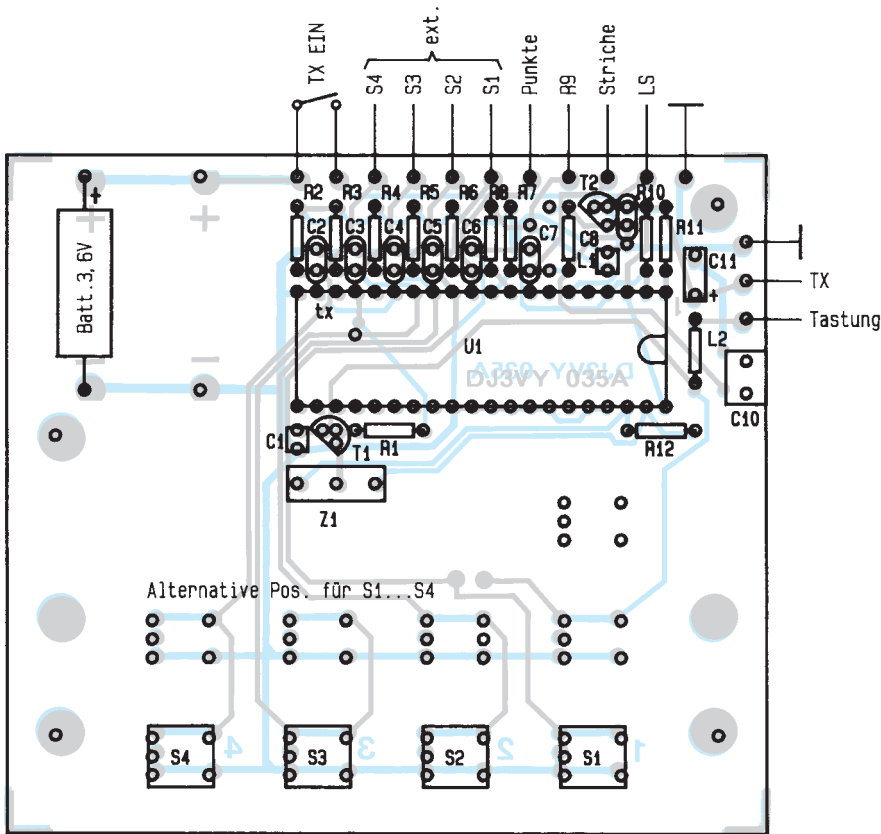 TX EIN
ext.
S4
S3
S2
S1
Punkte
R9
Striche
LS
+
R2
R3
R4
R5
R6
R8
R7
T2
R10
C2
C3
C4
C5
C6
C7
C8
L1
R11
C11
+
Batt.3,6V
+
+
TX
Tastung
tx
U1
L2
DJ3VY 035A
DJ3VY 035A
C10
C1
T1
R1
R12
Z1
Alternative Pos. für S1...S4
S4
4
S3
3
S2
2
S1
1